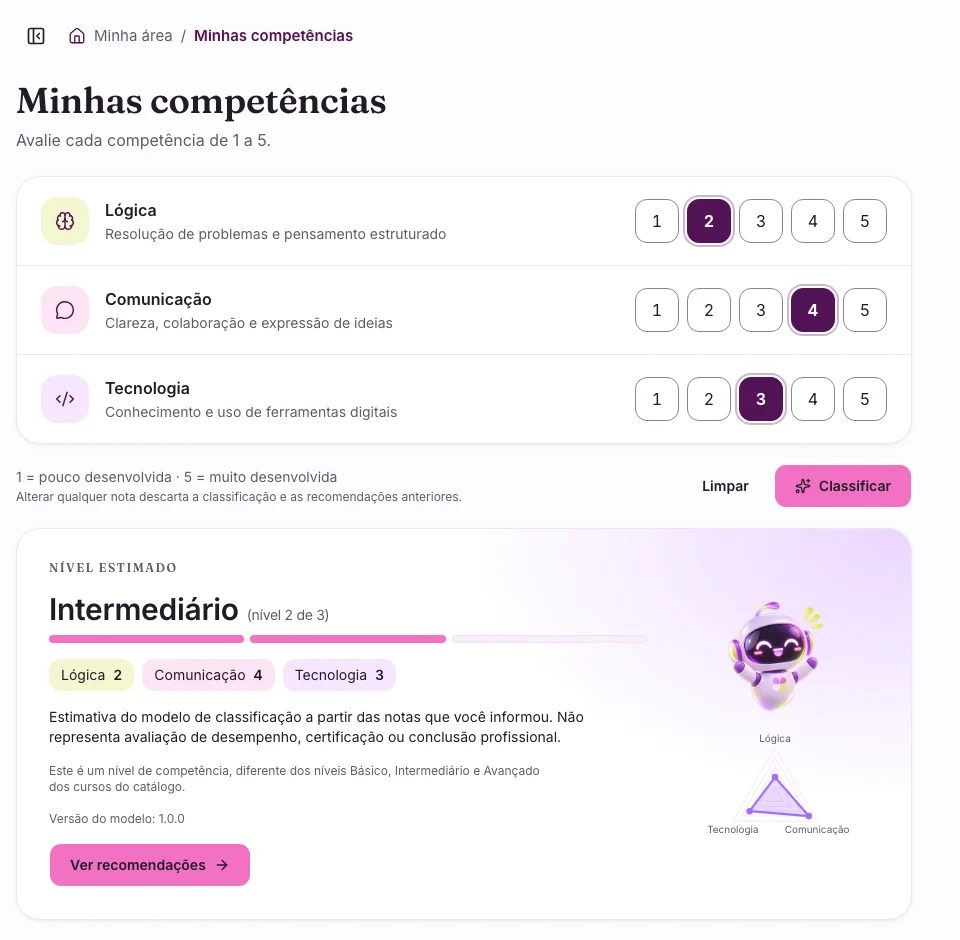 Minha área / Minhas competências
Minhas competências
Avalie cada competência de 1 a 5.
Lógica
Resolução de problemas e pensamento estruturado
1 2 3 4 5
Comunicação
Clareza, colaboração e expressão de ideias
1 2 3 4 5
Tecnologia
Conhecimento e uso de ferramentas digitais
1 2 3 4 5
1 = pouco desenvolvida · 5 = muito desenvolvida
Alterar qualquer nota descarta a classificação e as recomendações anteriores.
Limpar
Classificar
NÍVEL ESTIMADO
Intermediário (nível 2 de 3)
Lógica 2 Comunicação 4 Tecnologia 3
Estimativa do modelo de classificação a partir das notas que você informou. Não
representa avaliação de desempenho, certificação ou conclusão profissional.
Este é um nível de competência, diferente dos níveis Básico, Intermediário e Avançado
dos cursos do catálogo.
Versão do modelo: 1.0.0
Ver recomendações
Lógica
Tecnologia Comunicação